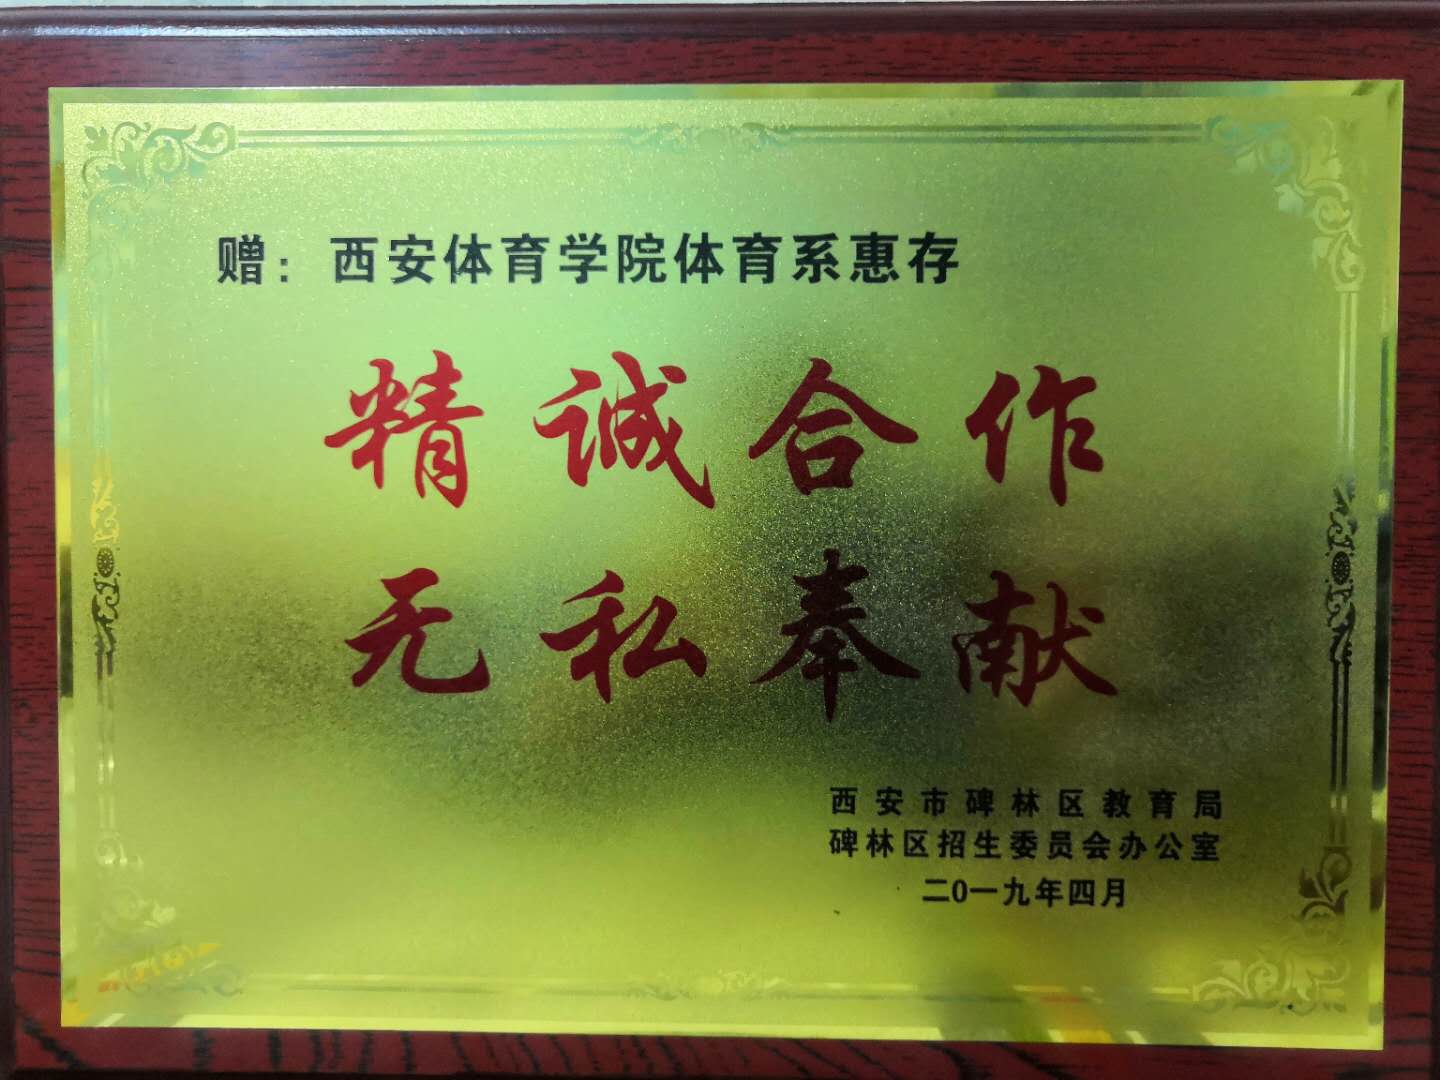 赠：西安体育学院体育系惠存
精诚合作
无私奉献
西安市碑林区教育局
碑林区招生委员会办公室
二0一九年四月